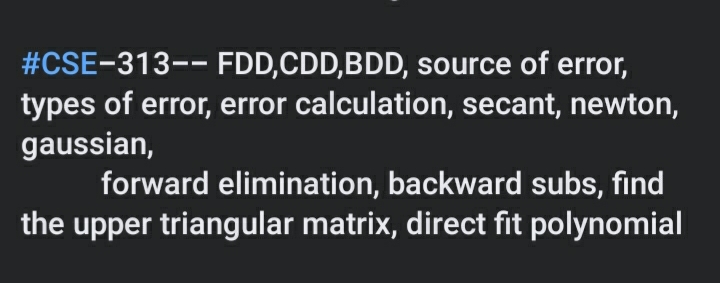 #CSE–313–– FDD,CDD,BDD, source of error,
types of error, error calculation, secant, newton,
gaussian,
forward elimination, backward subs, find
the upper triangular matrix, direct fit polynomial